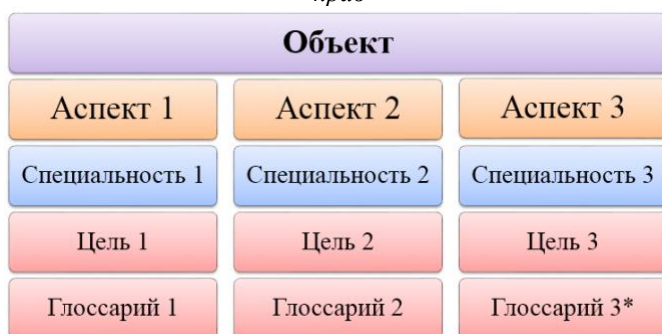 Объект
Аспект 1 Аспект 2 Аспект 3
Специальность 1 Специальность 2 Специальность 3
Цель 1 Цель 2 Цель 3
Глоссарий 1 Глоссарий 2 Глоссарий 3*